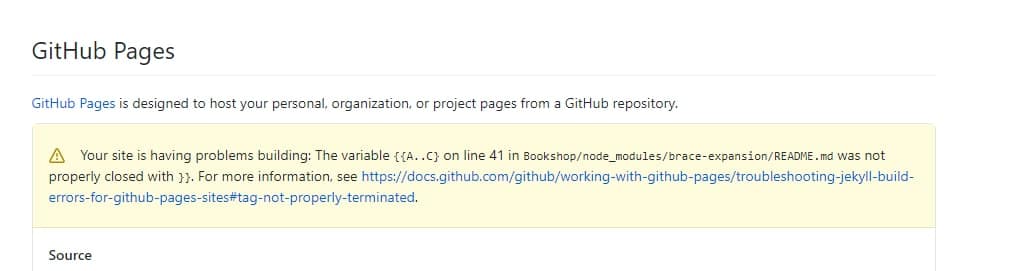 GitHub Pages
GitHub Pages is designed to host your personal, organization, or project pages from a GitHub repository.
Your site is having problems building: The variable {{A..C} on line 41 in Bookshop/node_modules/brace-expansion/README.md was not
properly closed with }}. For more information, see https://docs.github.com/github/working-with-github-pages/troubleshooting-jekyll-build-
errors-for-github-pages-sites#tag-not-properly-terminated.
Source